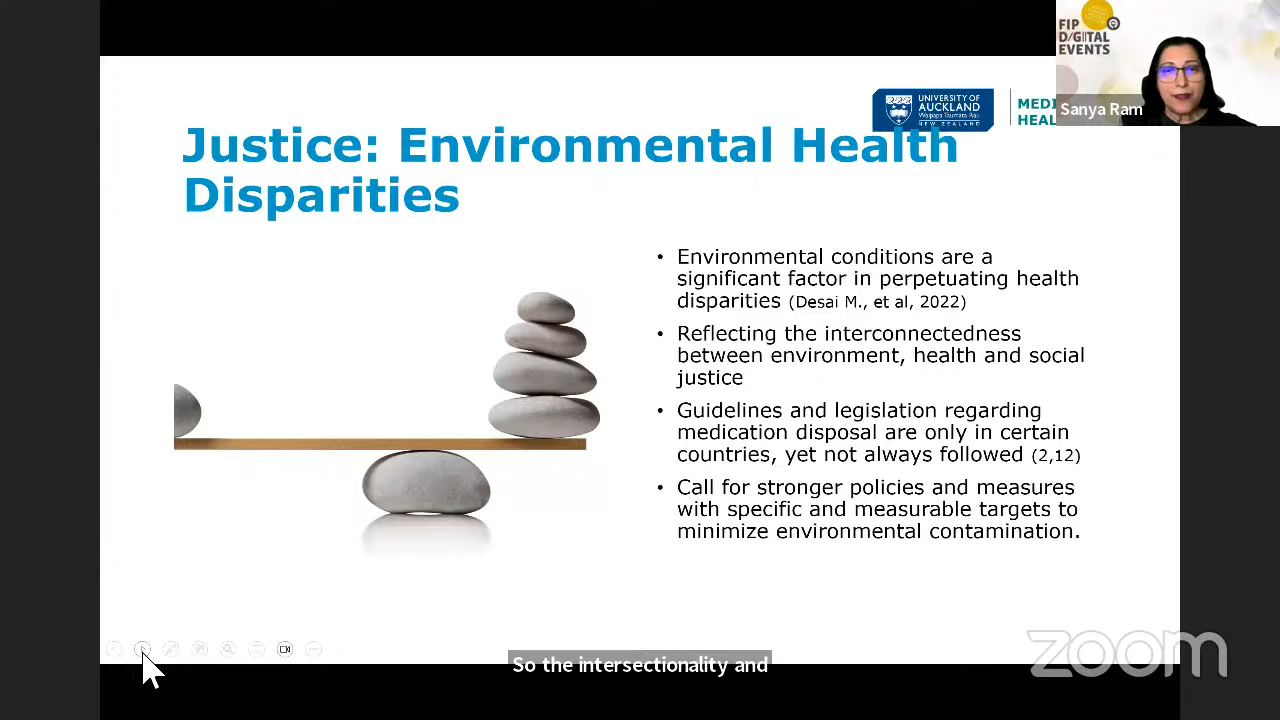 FIP
DIGITAL
EVENTS
Sanya Ram
UNIVERSITY OF
AUCKLAND
Waipapa Taumata Rau
NEW ZEALAND
MEDI
HEAL
Justice: Environmental Health
Disparities
• Environmental conditions are a
significant factor in perpetuating health
disparities (Desai M., et al, 2022)
• Reflecting the interconnectedness
between environment, health and social
justice
• Guidelines and legislation regarding
medication disposal are only in certain
countries, yet not always followed (2,12)
• Call for stronger policies and measures
with specific and measurable targets to
minimize environmental contamination.
zoom
So the intersectionality and